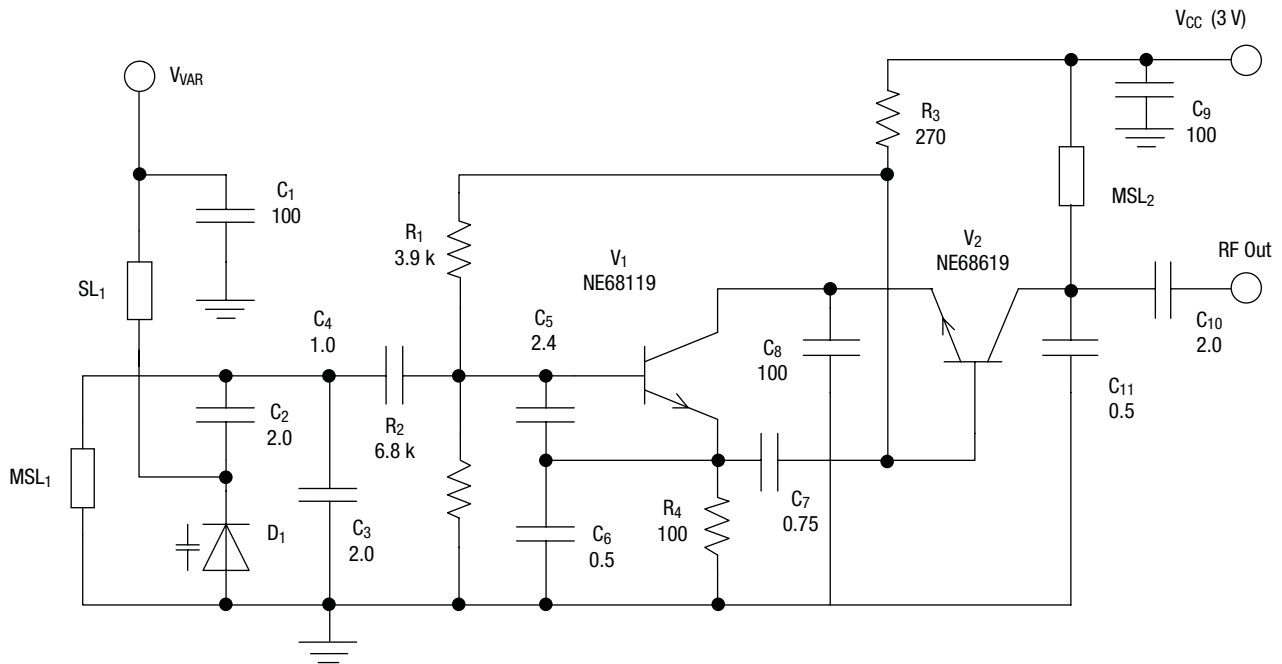 V_CC (3 V)
V_VAR
C_9
100
R_3
270
C_1
100
MSL_2
R_1
3.9 k
V_1
NE68119
V_2
NE68619
RF Out
SL_1
C_4
1.0
C_5
2.4
C_8
100
C_10
2.0
C_11
0.5
C_2
2.0
R_2
6.8 k
MSL_1
D_1
C_3
2.0
C_6
0.5
R_4
100
C_7
0.75